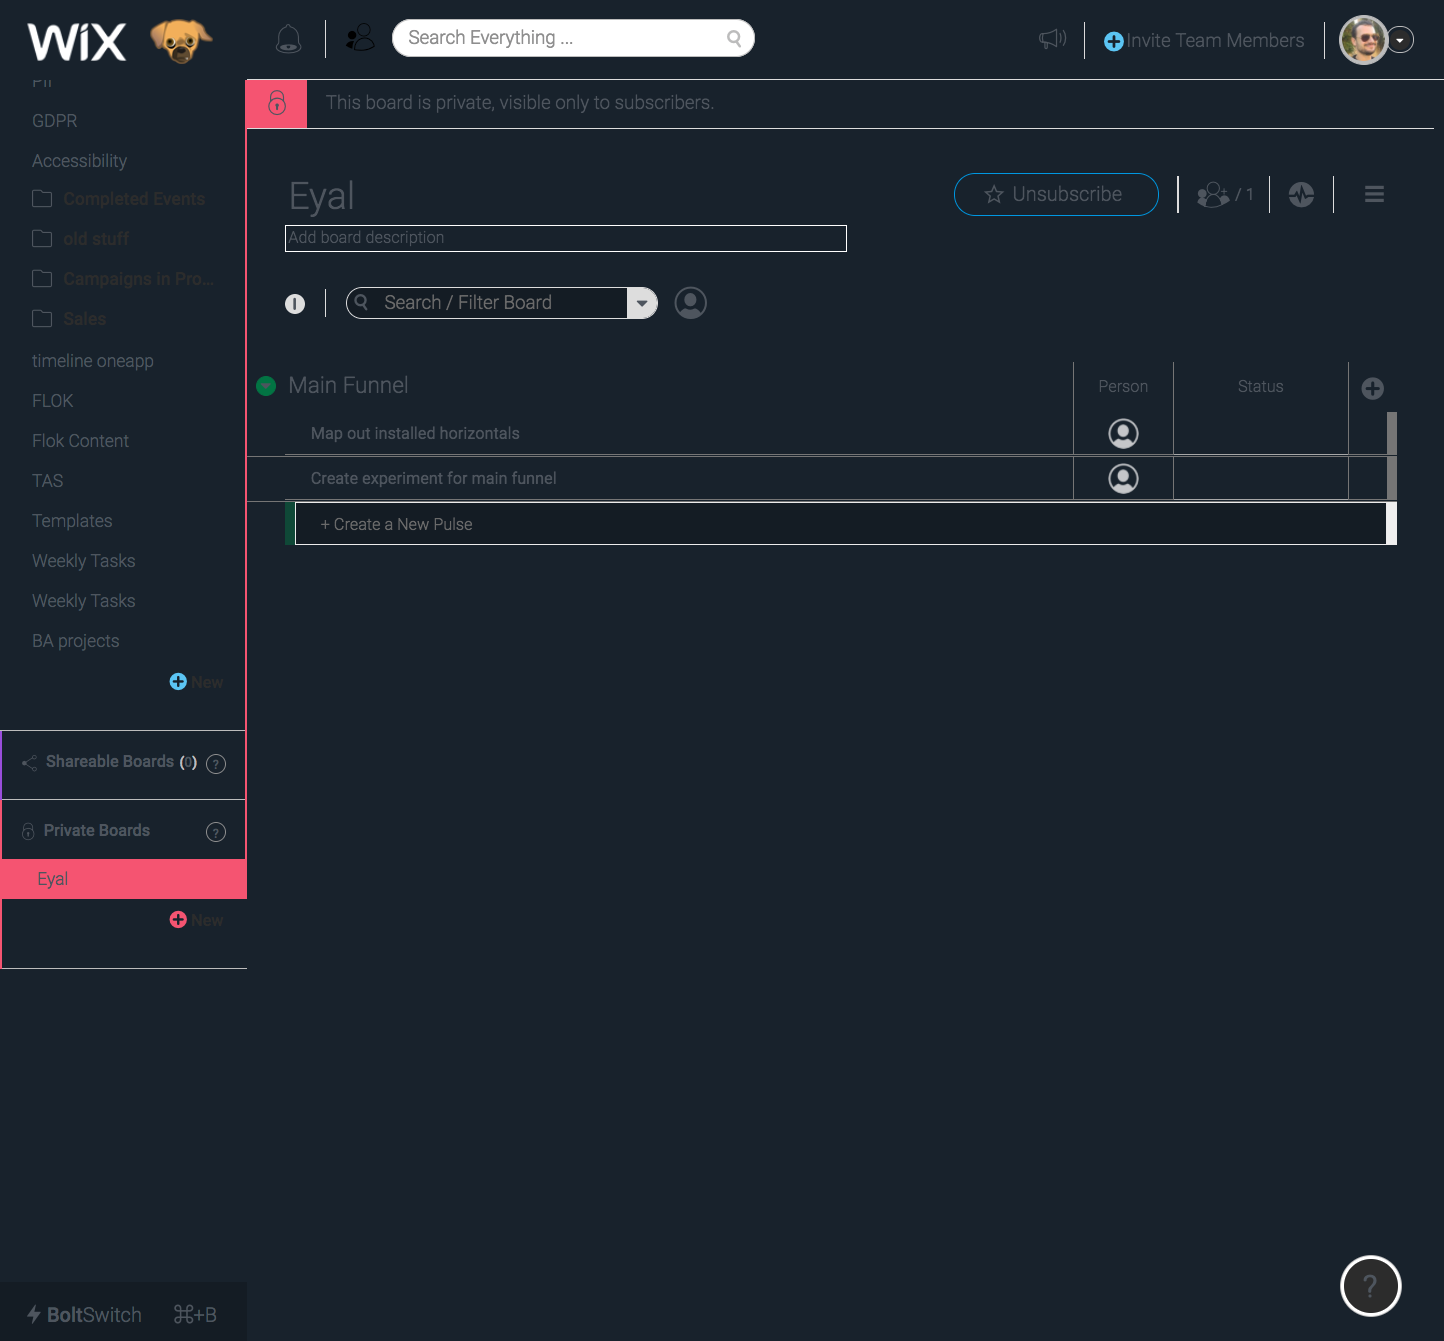 WiX
Search Everything ...
Invite Team Members
GDPR
Accessibility
Completed Events
old stuff
Campaigns in Pro...
Sales
timeline oneapp
FLOK
Flok Content
TAS
Templates
Weekly Tasks
Weekly Tasks
BA projects
New
Shareable Boards (0) ?
Private Boards ?
Eyal
New
BoltSwitch ⌘+B
This board is private, visible only to subscribers.
Eyal
Unsubscribe
/ 1
Add board description
Search / Filter Board
Main Funnel
Person
Status
Map out installed horizontals
Create experiment for main funnel
+ Create a New Pulse
?